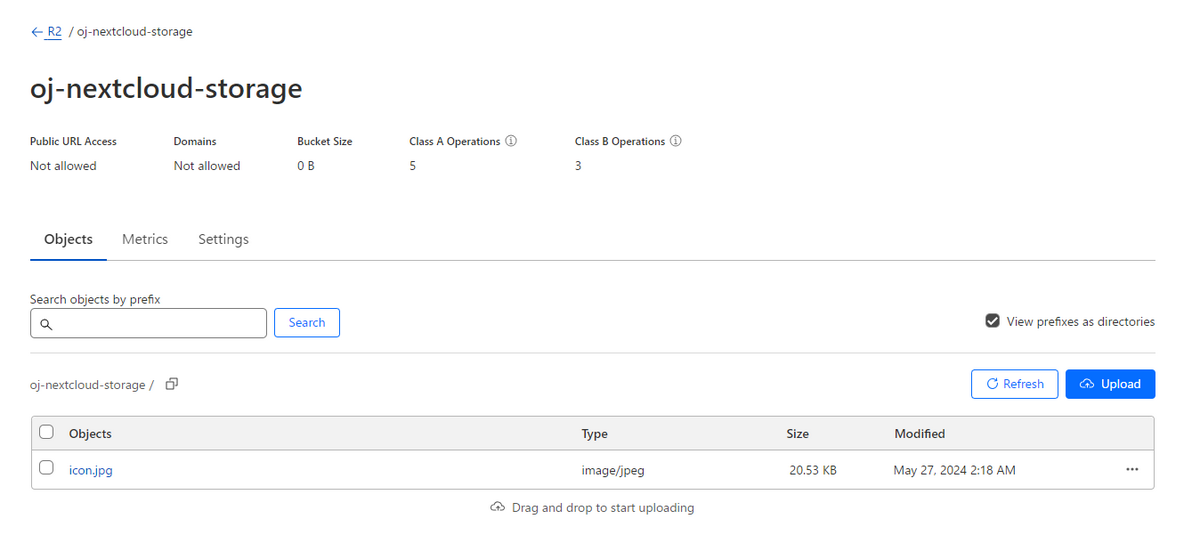 R2 / oj-nextcloud-storage
oj-nextcloud-storage
Public URL Access Domains Bucket Size Class A Operations Class B Operations
Not allowed Not allowed 0 B 5 3
Objects Metrics Settings
Search objects by prefix
Search View prefixes as directories
oj-nextcloud-storage / Refresh Upload
Objects Type Size Modified
icon.jpg image/jpeg 20.53 KB May 27, 2024 2:18 AM
Drag and drop to start uploading